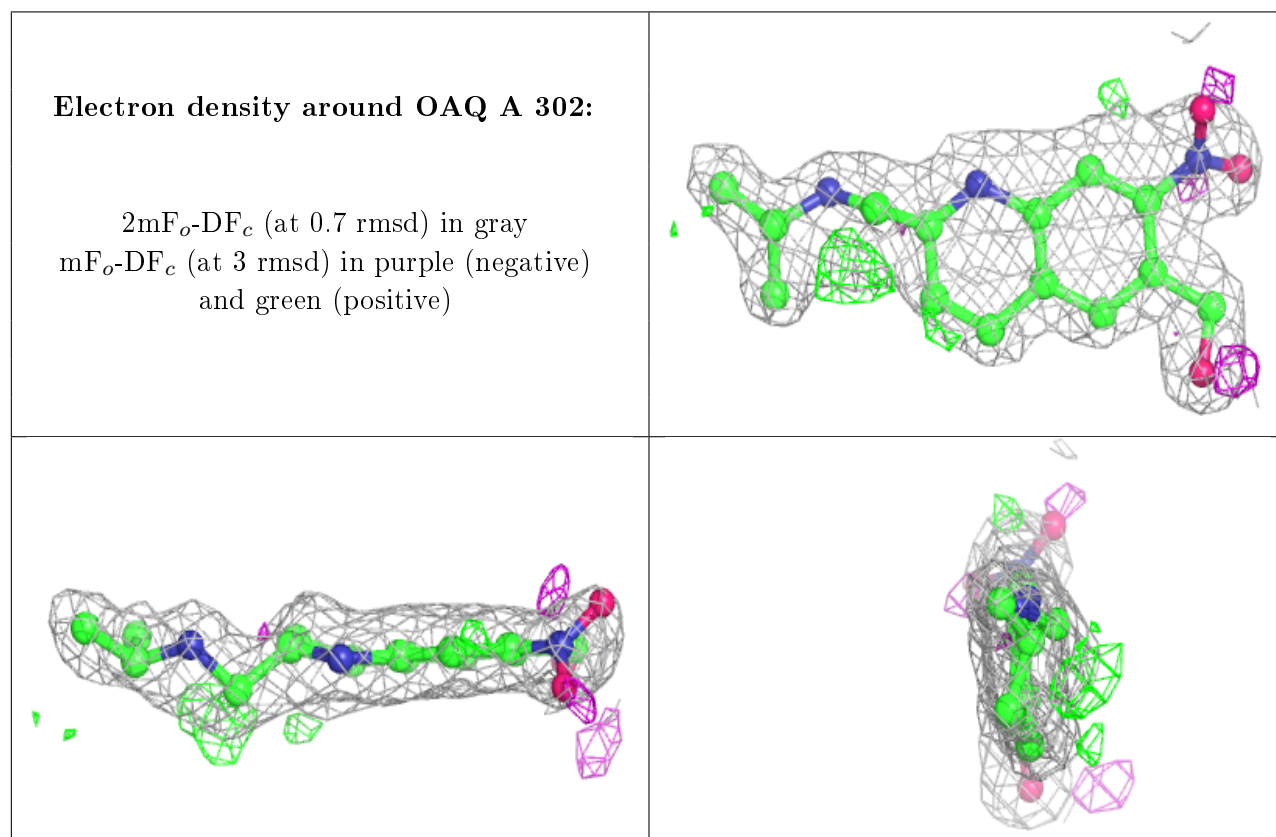 Electron density around OAQ A 302:
2mFₒ-DF𝒸 (at 0.7 rmsd) in gray
mFₒ-DF𝒸 (at 3 rmsd) in purple (negative)
and green (positive)